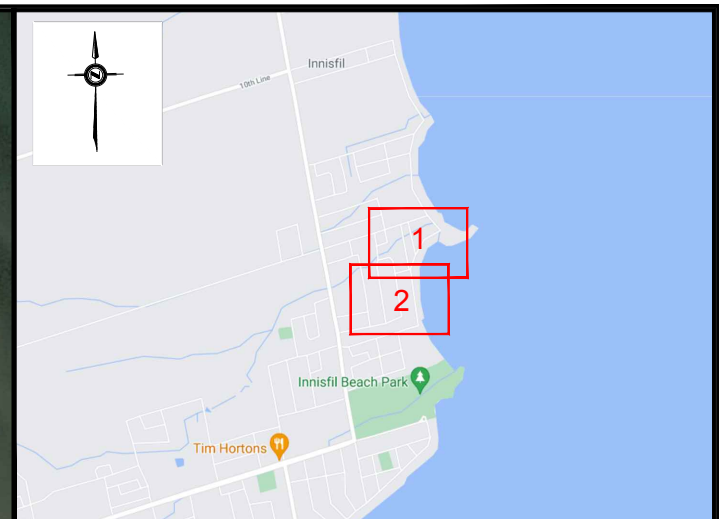 Innisfil
10th Line
1
2
Innisfil Beach Park
Tim Hortons